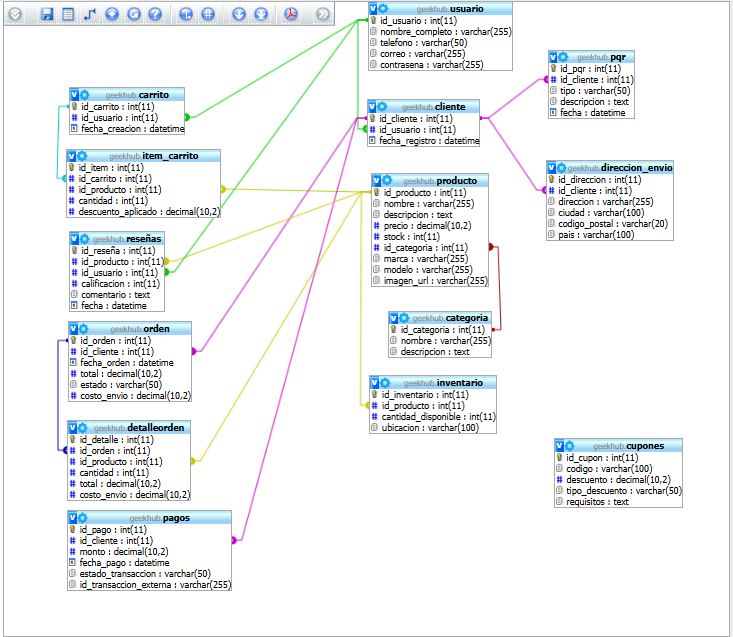 geekhub.usuario
id_usuario : int(11)
nombre_completo : varchar(255)
telefono : varchar(50)
correo : varchar(255)
contrasena : varchar(255)
geekhub.pqr
id_pqr : int(11)
id_cliente : int(11)
tipo : varchar(50)
descripcion : text
fecha : datetime
geekhub.carrito
id_carrito : int(11)
id_usuario : int(11)
fecha_creacion : datetime
geekhub.cliente
id_cliente : int(11)
id_usuario : int(11)
fecha_registro : datetime
geekhub.item_carrito
id_item : int(11)
id_carrito : int(11)
id_producto : int(11)
cantidad : int(11)
descuento_aplicado : decimal(10,2)
geekhub.producto
id_producto : int(11)
nombre : varchar(255)
descripcion : text
precio : decimal(10,2)
stock : int(11)
id_categoria : int(11)
marca : varchar(255)
modelo : varchar(255)
imagen_url : varchar(255)
geekhub.direccion_envio
id_direccion : int(11)
id_cliente : int(11)
direccion : varchar(255)
ciudad : varchar(100)
codigo_postal : varchar(20)
pais : varchar(100)
geekhub.reseñas
id_reseña : int(11)
id_producto : int(11)
id_usuario : int(11)
calificacion : int(11)
comentario : text
fecha : datetime
geekhub.categoria
id_categoria : int(11)
nombre : varchar(255)
descripcion : text
geekhub.orden
id_orden : int(11)
id_cliente : int(11)
fecha_orden : datetime
total : decimal(10,2)
estado : varchar(50)
costo_envio : decimal(10,2)
geekhub.inventario
id_inventario : int(11)
id_producto : int(11)
cantidad_disponible : int(11)
ubicacion : varchar(100)
geekhub.detalleorden
id_detalle : int(11)
id_orden : int(11)
id_producto : int(11)
cantidad : int(11)
total : decimal(10,2)
costo_envio : decimal(10,2)
geekhub.cupones
id_cupon : int(11)
codigo : varchar(100)
descuento : decimal(10,2)
tipo_descuento : varchar(50)
requisitos : text
geekhub.pagos
id_pago : int(11)
id_cliente : int(11)
monto : decimal(10,2)
fecha_pago : datetime
estado_transaccion : varchar(50)
id_transaccion_externa : varchar(255)